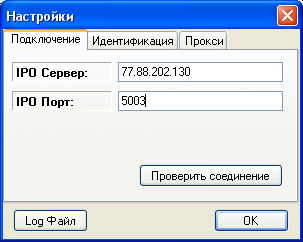 Настройки
Подключение Идентификация Прокси
IPO Сервер: 77.88.202.130
IPO Порт: 5003
Проверить соединение
Log Файл OK